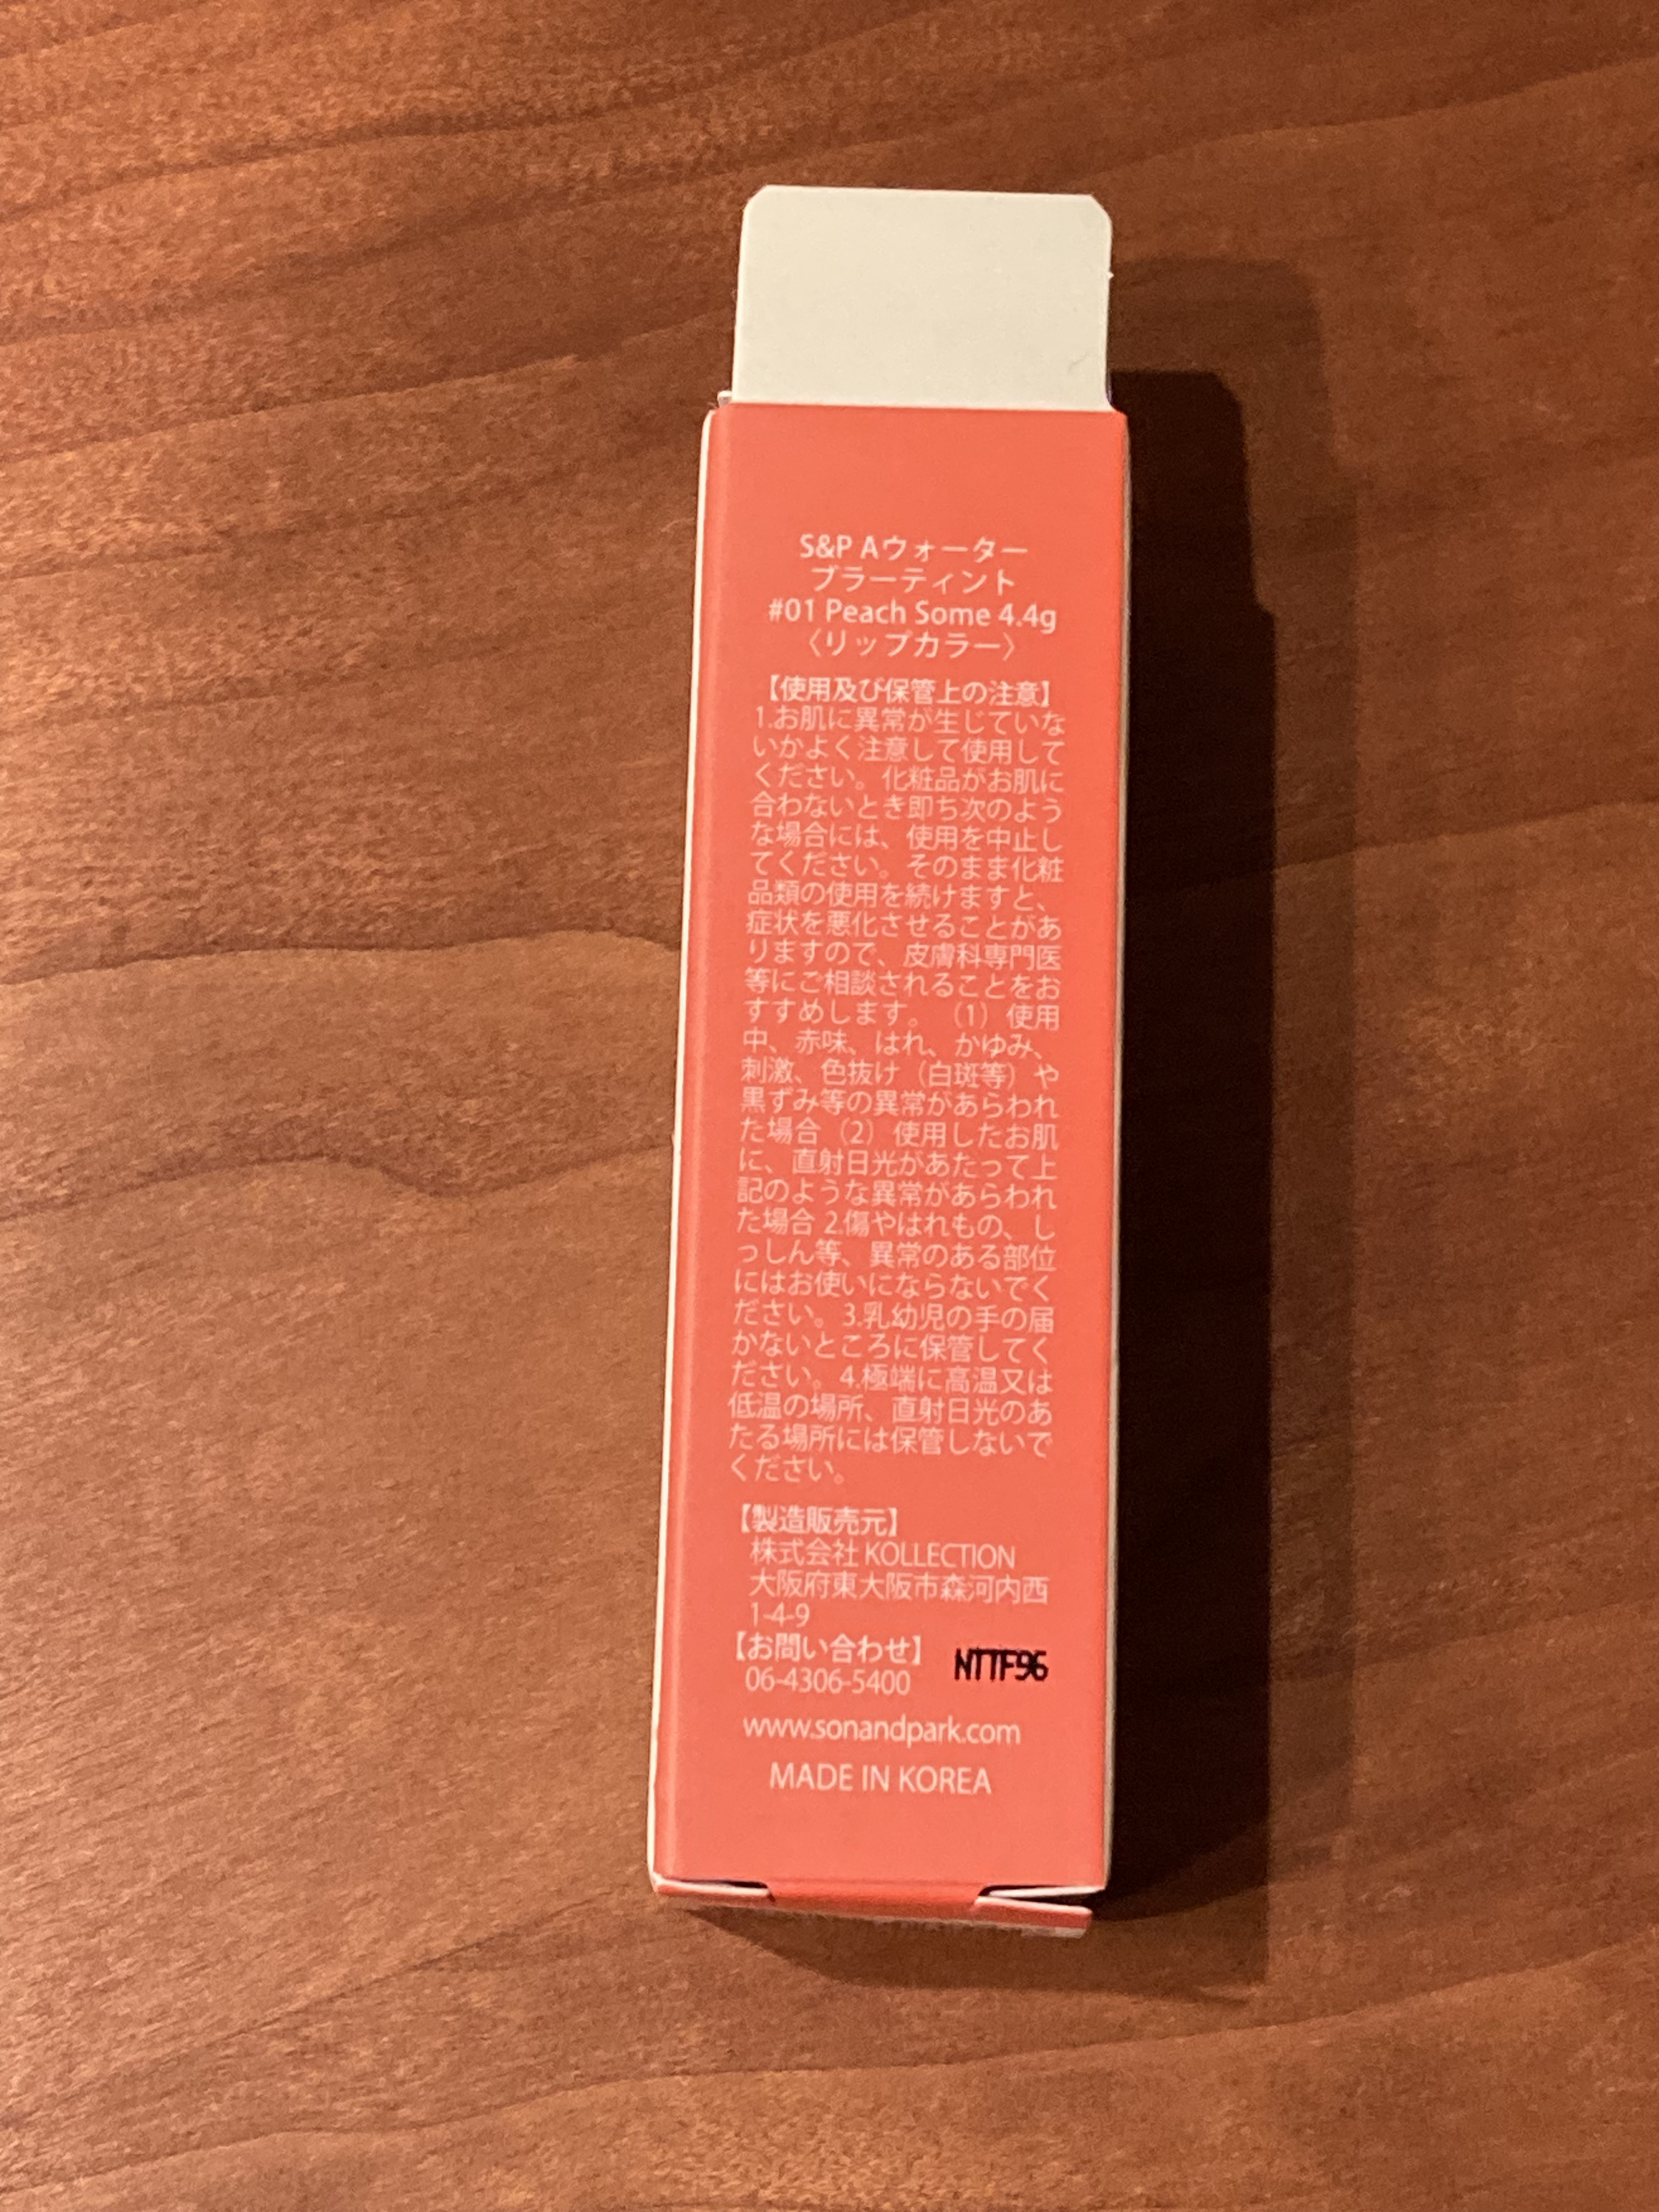 S&P Aウォーター
ブラーティント
#01 Peach Some 4.4g
〈リップカラー〉
【使用及び保管上の注意】
1.お肌に異常が生じていな
いかよく注意して使用して
ください。化粧品がお肌に
合わないとき即ち次のよう
な場合には、使用を中止し
てください。そのまま化粧
品類の使用を続けますと、
症状を悪化させることがあ
りますので、皮膚科専門医
等にご相談されることをお
すすめします。（1）使用
中、赤味、はれ、かゆみ、
刺激、色抜け（白斑等）や
黒ずみ等の異常があらわれ
た場合（2）使用したお肌
に、直射日光があたって上
記のような異常があらわれ
た場合 2.傷やはれもの、し
っしん等、異常のある部位
にはお使いにならないでく
ださい。3.乳幼児の手の届
かないところに保管してく
ださい。4.極端に高温又は
低温の場所、直射日光のあ
たる場所には保管しないで
ください。
【製造販売元】
株式会社 KOLLECTION
大阪府東大阪市森河内西
1-4-9
【お問い合わせ】
06-4306-5400
NTTF96
www.sonandpark.com
MADE IN KOREA